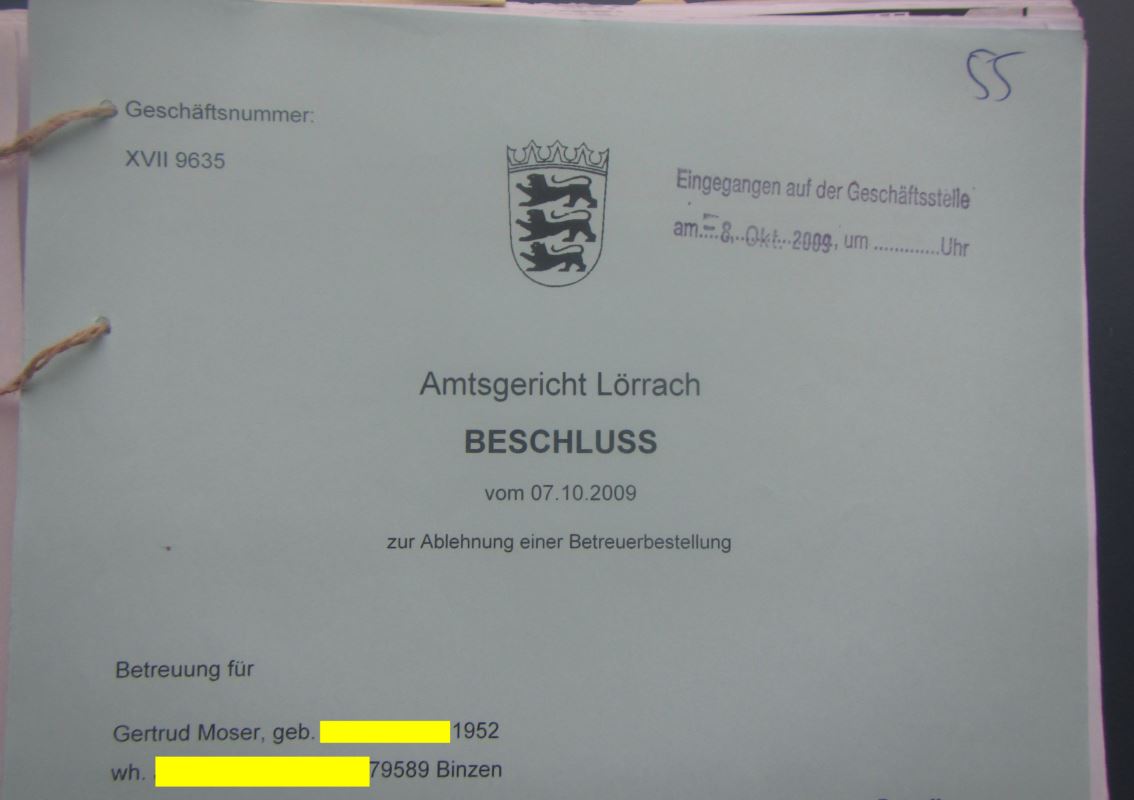 55
Geschäftsnummer:
XVII 9635
Eingegangen auf der Geschäftsstelle
am....- 8. Okt. 2009, um .............Uhr
Amtsgericht Lörrach
BESCHLUSS
vom 07.10.2009
zur Ablehnung einer Betreuerbestellung
Betreuung für
Gertrud Moser, geb. 1952
wh. 79589 Binzen